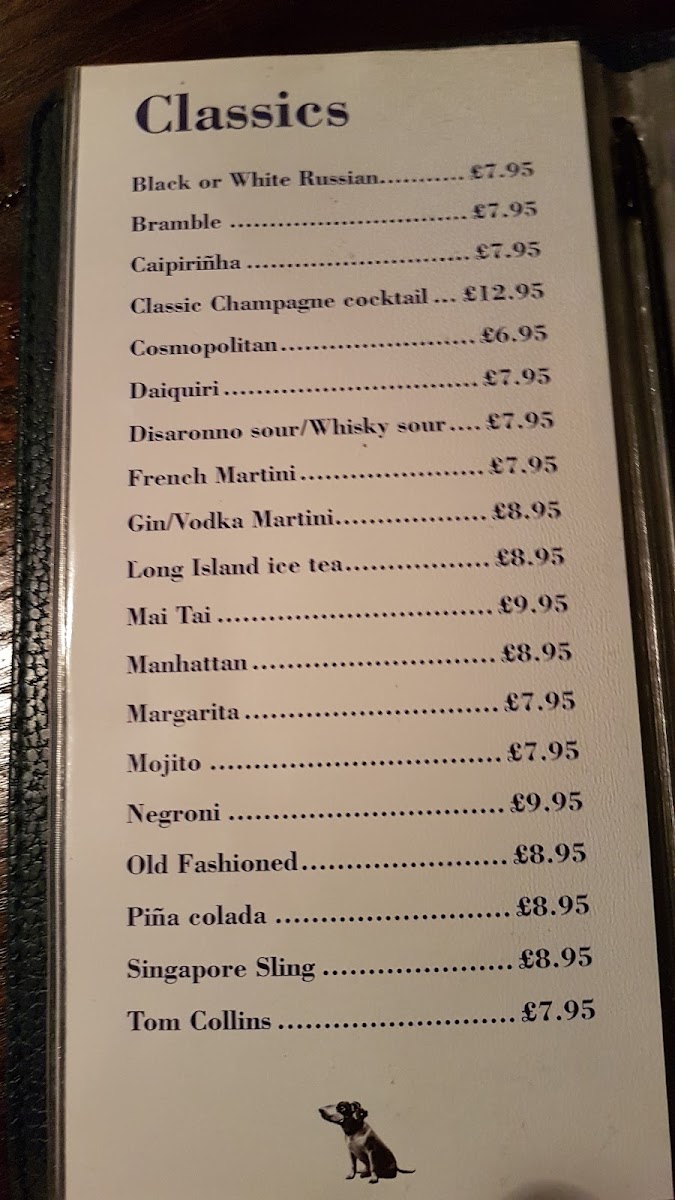 Classics
Black or White Russian...........£7.95
Bramble .............................£7.95
Caipiriñha ...........................£7.95
Classic Champagne cocktail ... £12.95
Cosmopolitan........................£6.95
Daiquiri...............................£7.95
Disaronno sour/Whisky sour....£7.95
French Martini.......................£7.95
Gin/Vodka Martini..................£8.95
Long Island ice tea..................£8.95
Mai Tai .................................£9.95
Manhattan.............................£8.95
Margarita..............................£7.95
Mojito ..................................£7.95
Negroni ................................£9.95
Old Fashioned.......................£8.95
Piña colada ..........................£8.95
Singapore Sling .....................£8.95
Tom Collins ..........................£7.95